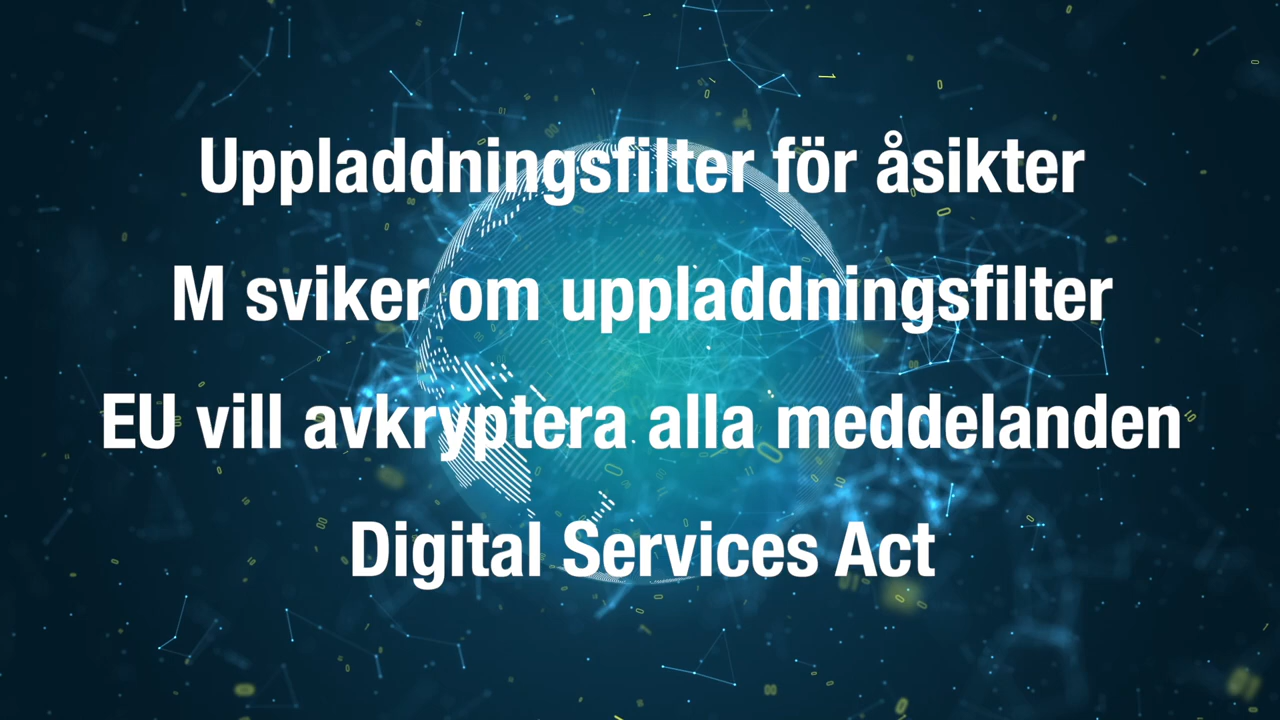 Uppladdningsfilter för åsikter
M sviker om uppladdningsfilter
EU vill avkryptera alla meddelanden
Digital Services Act